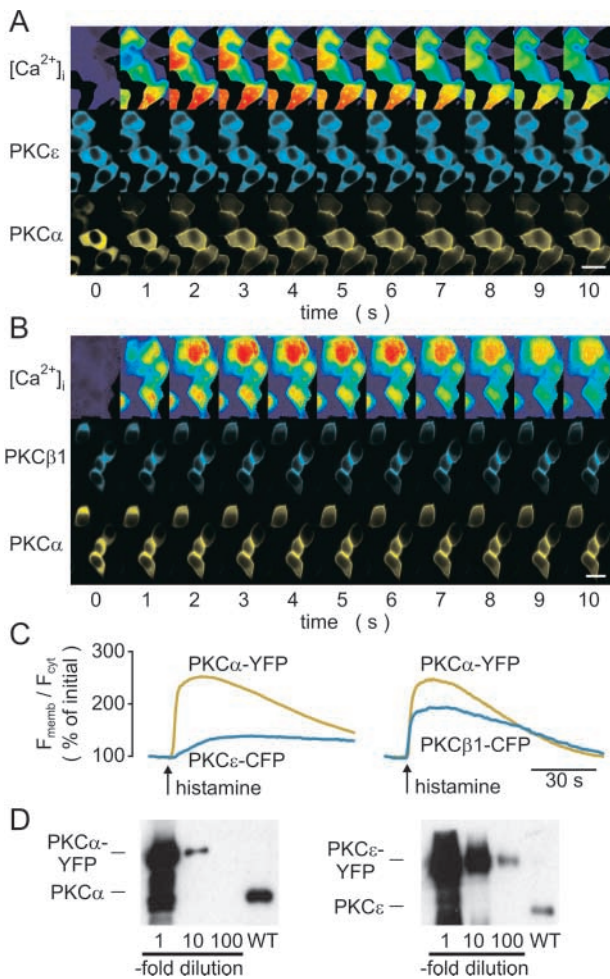 A
[Ca2+]i
PKCε
PKCα
0 1 2 3 4 5 6 7 8 9 10
time ( s )
B
[Ca2+]i
PKCβ1
PKCα
0 1 2 3 4 5 6 7 8 9 10
time ( s )
C
Fmemb / Fcyt
( % of initial )
300
200
100
PKCα-YFP
PKCε-CFP
histamine
PKCα-YFP
PKCβ1-CFP
histamine
30 s
D
PKCα-
YFP
PKCα
1 10 100 WT
-fold dilution
PKCε-
YFP
PKCε
1 10 100 WT
-fold dilution